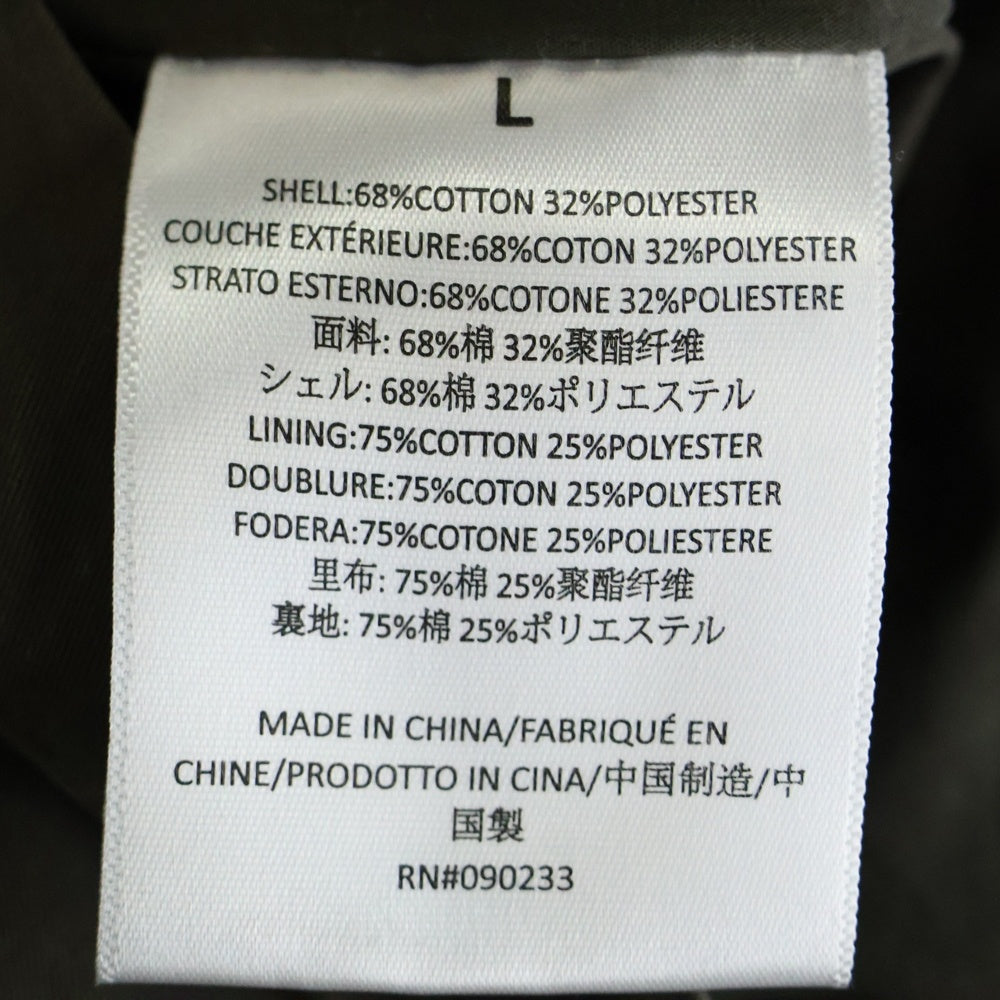 L
SHELL:68%COTTON 32%POLYESTER
COUCHE EXTÉRIEURE:68%COTON 32%POLYESTER
STRATO ESTERNO:68%COTONE 32%POLIESTERE
面料: 68%棉 32%聚酯纤维
シェル: 68%棉 32%ポリエステル
LINING:75%COTTON 25%POLYESTER
DOUBLURE:75%COTON 25%POLYESTER
FODERA:75%COTONE 25%POLIESTERE
里布: 75%棉 25%聚酯纤维
裏地: 75%棉 25%ポリエステル
MADE IN CHINA/FABRIQUÉ EN
CHINE/PRODOTTO IN CINA/中国制造/中
国製
RN#090233